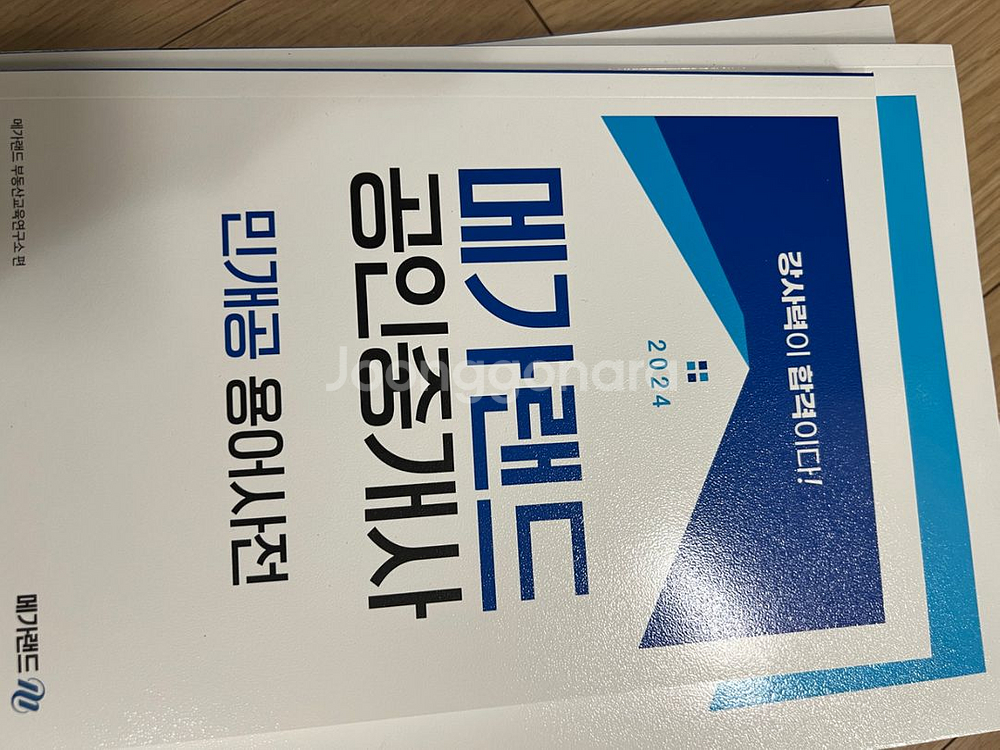 강사력이 합격이다!
2024
메가랜드
공인중개사
민개공 용어사전
메가랜드 부동산교육연구소 편
메가랜드
Joonggonara